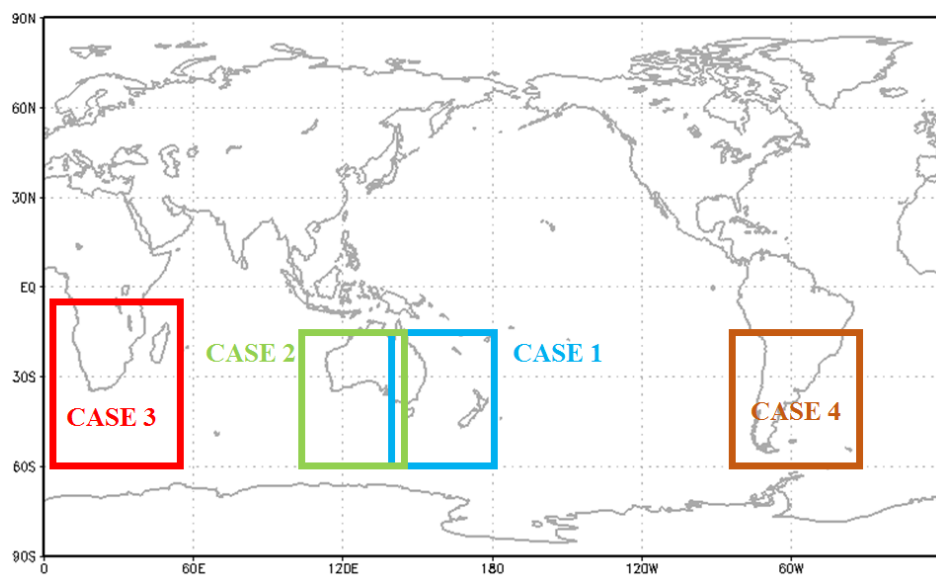 90N
60N
30N
EQ
CASE 2
CASE 1
30S
CASE 3
CASE 4
60S
90S
0
60E
120E
180
120W
60W